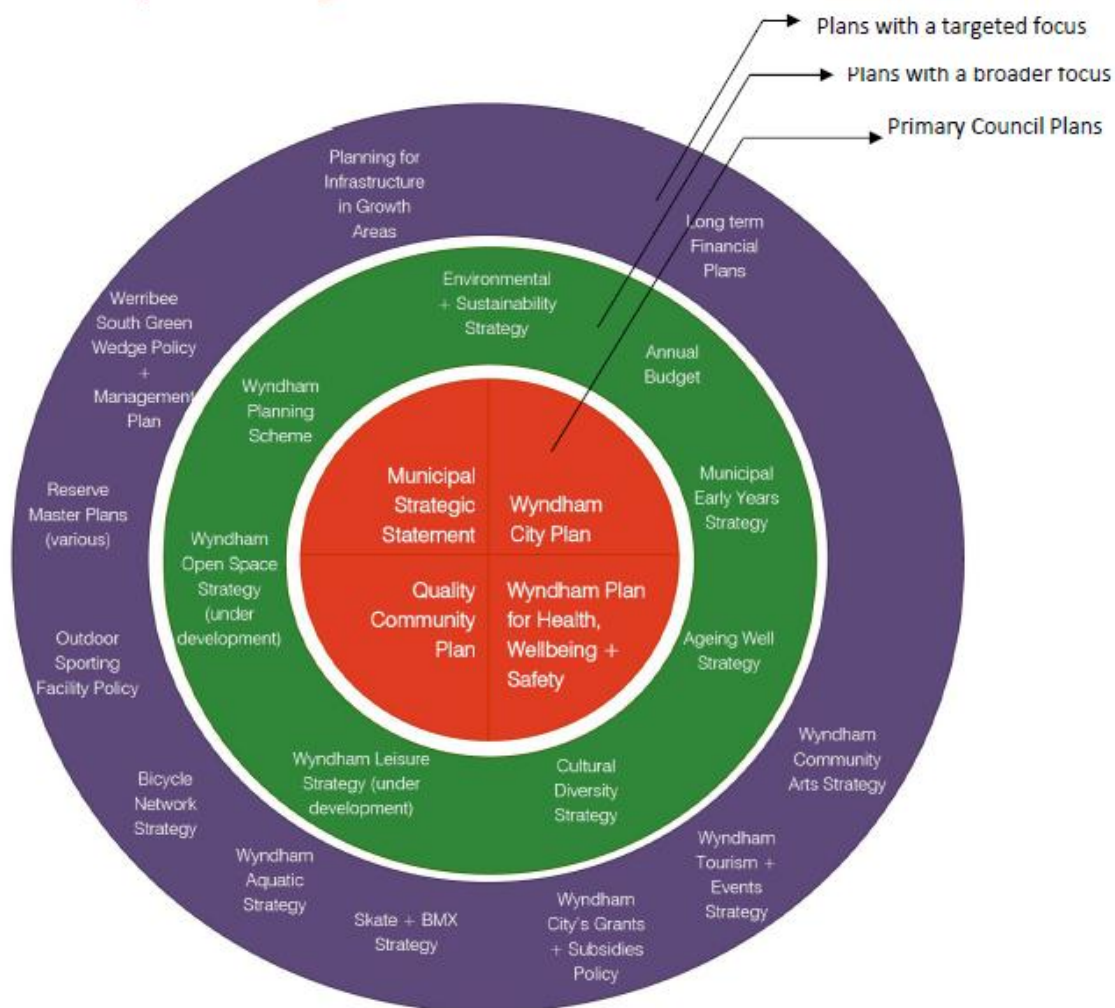 Plans with a targeted focus
Plans with a broader focus
Primary Council Plans
Planning for
Infrastructure
in Growth
Areas
Long term
Financial
Plans
Werribee
South Green
Wedge Policy
+
Management
Plan
Reserve
Master Plans
(various)
Outdoor
Sporting
Facility Policy
Bicycle
Network
Strategy
Wyndham
Aquatic
Strategy
Skate + BMX
Strategy
Wyndham
City's Grants
+ Subsidies
Policy
Wyndham
Tourism +
Events
Strategy
Wyndham
Community
Arts Strategy
Environmental
+ Sustainability
Strategy
Annual
Budget
Wyndham
Planning
Scheme
Municipal
Early Years
Strategy
Wyndham
Open Space
Strategy
(under
development)
Ageing Well
Strategy
Wyndham Leisure
Strategy (under
development)
Cultural
Diversity
Strategy
Municipal
Strategic
Statement
Wyndham
City Plan
Quality
Community
Plan
Wyndham Plan
for Health,
Wellbeing +
Safety